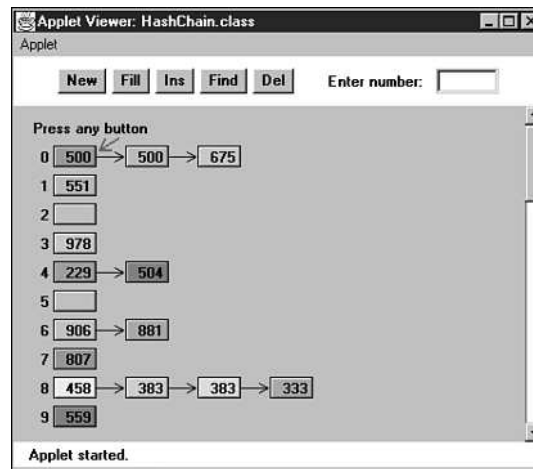 Applet Viewer: HashChain.class
Applet
New Fill Ins Find Del Enter number:
Press any button
0 500 500 675
1 551
2
3 978
4 229 504
5
6 906 881
7 807
8 458 383 383 333
9 559
Applet started.